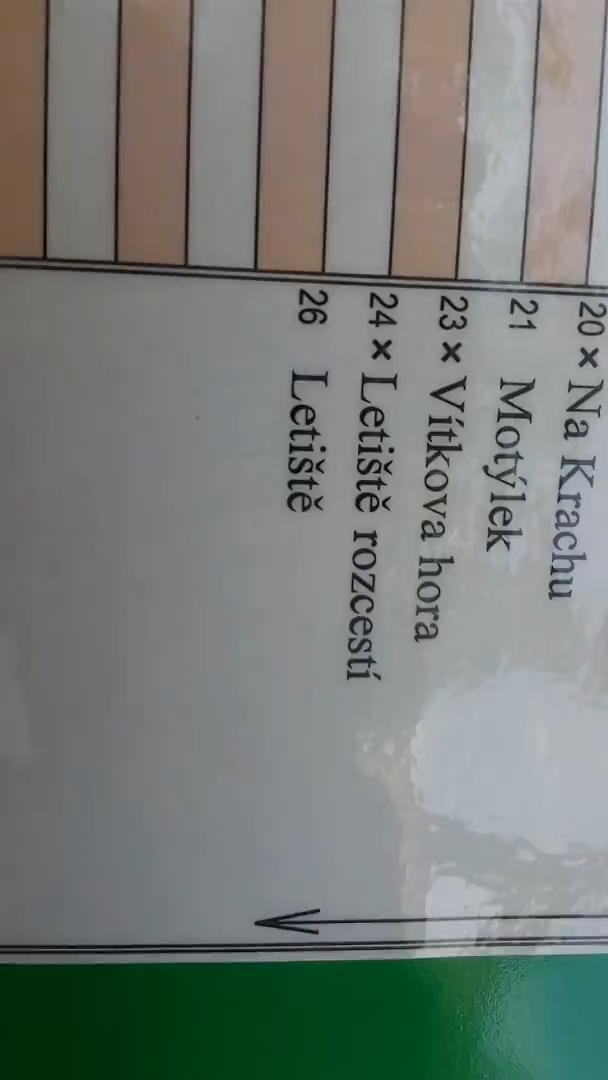 20 × Na Krachu
21 Motýlek
23 × Vítkova hora
24 × Letiště rozcestí
26 Letiště